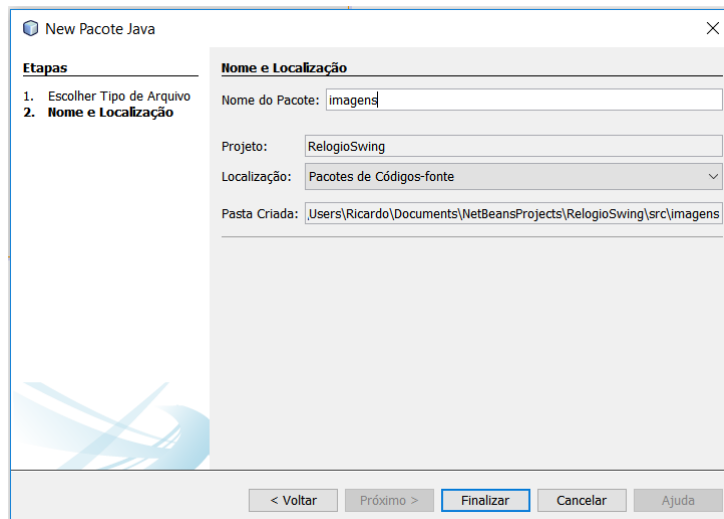 New Pacote Java
Etapas
1. Escolher Tipo de Arquivo
2. Nome e Localização
Nome e Localização
Nome do Pacote: imagens
Projeto: RelogioSwing
Localização: Pacotes de Códigos-fonte
Pasta Criada: \Users\Ricardo\Documents\NetBeansProjects\RelogioSwing\src\imagens
< Voltar Próximo > Finalizar Cancelar Ajuda